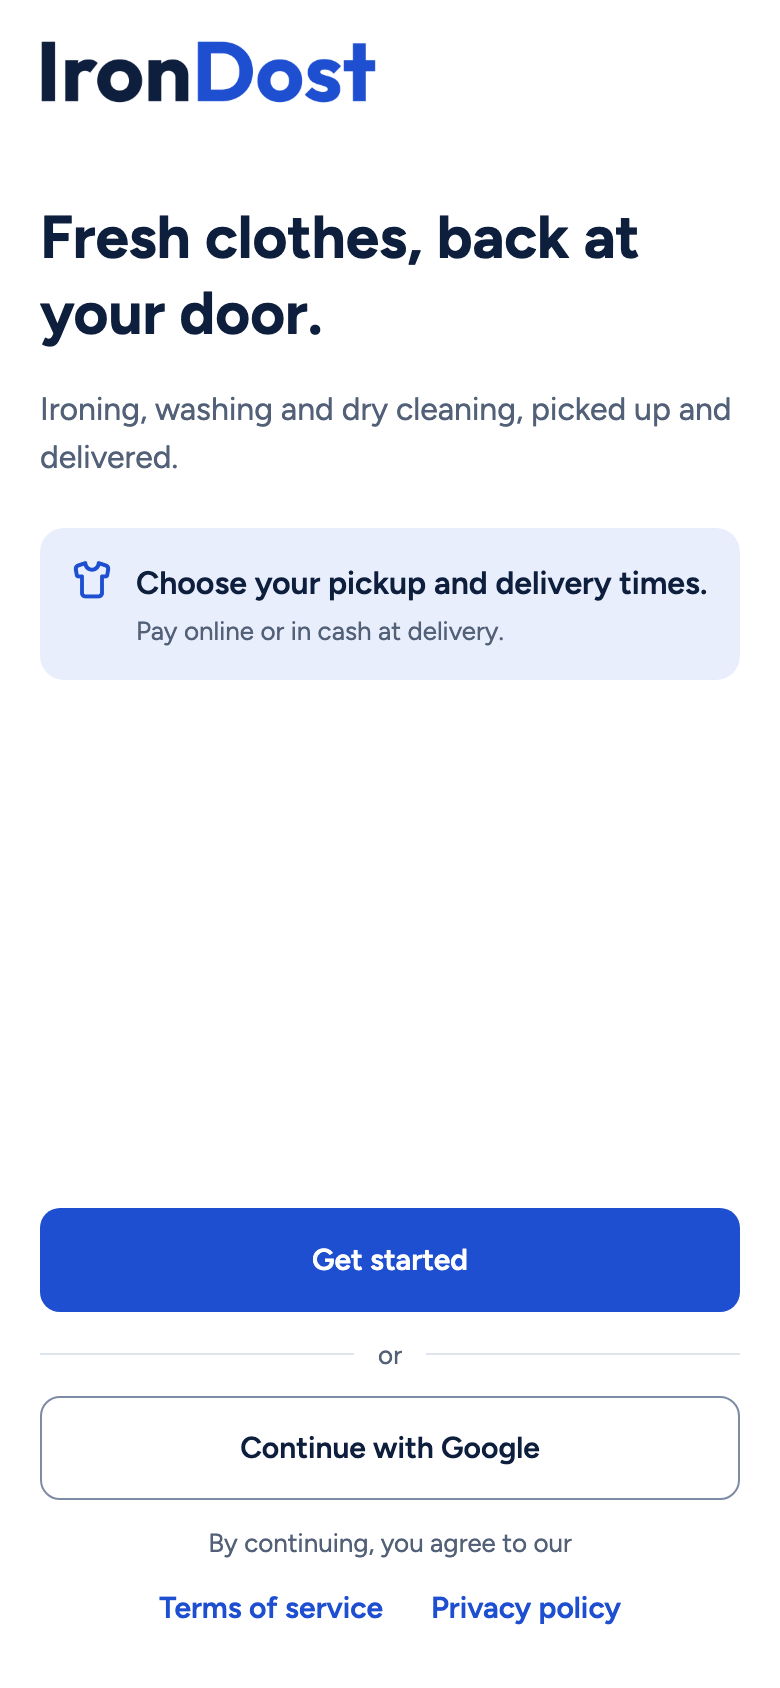 IronDost
Fresh clothes, back at
your door.
Ironing, washing and dry cleaning, picked up and
delivered.
Choose your pickup and delivery times.
Pay online or in cash at delivery.
Get started
or
Continue with Google
By continuing, you agree to our
Terms of service Privacy policy